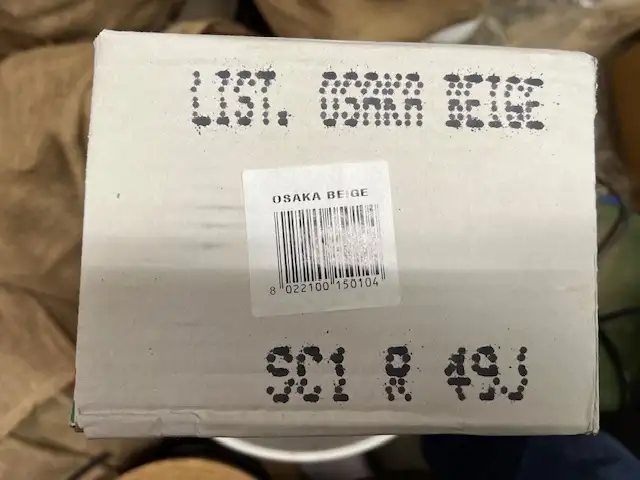 LIST. OSAKA BEIGE
OSAKA BEIGE
8 022100 150104
SC1 R 49J